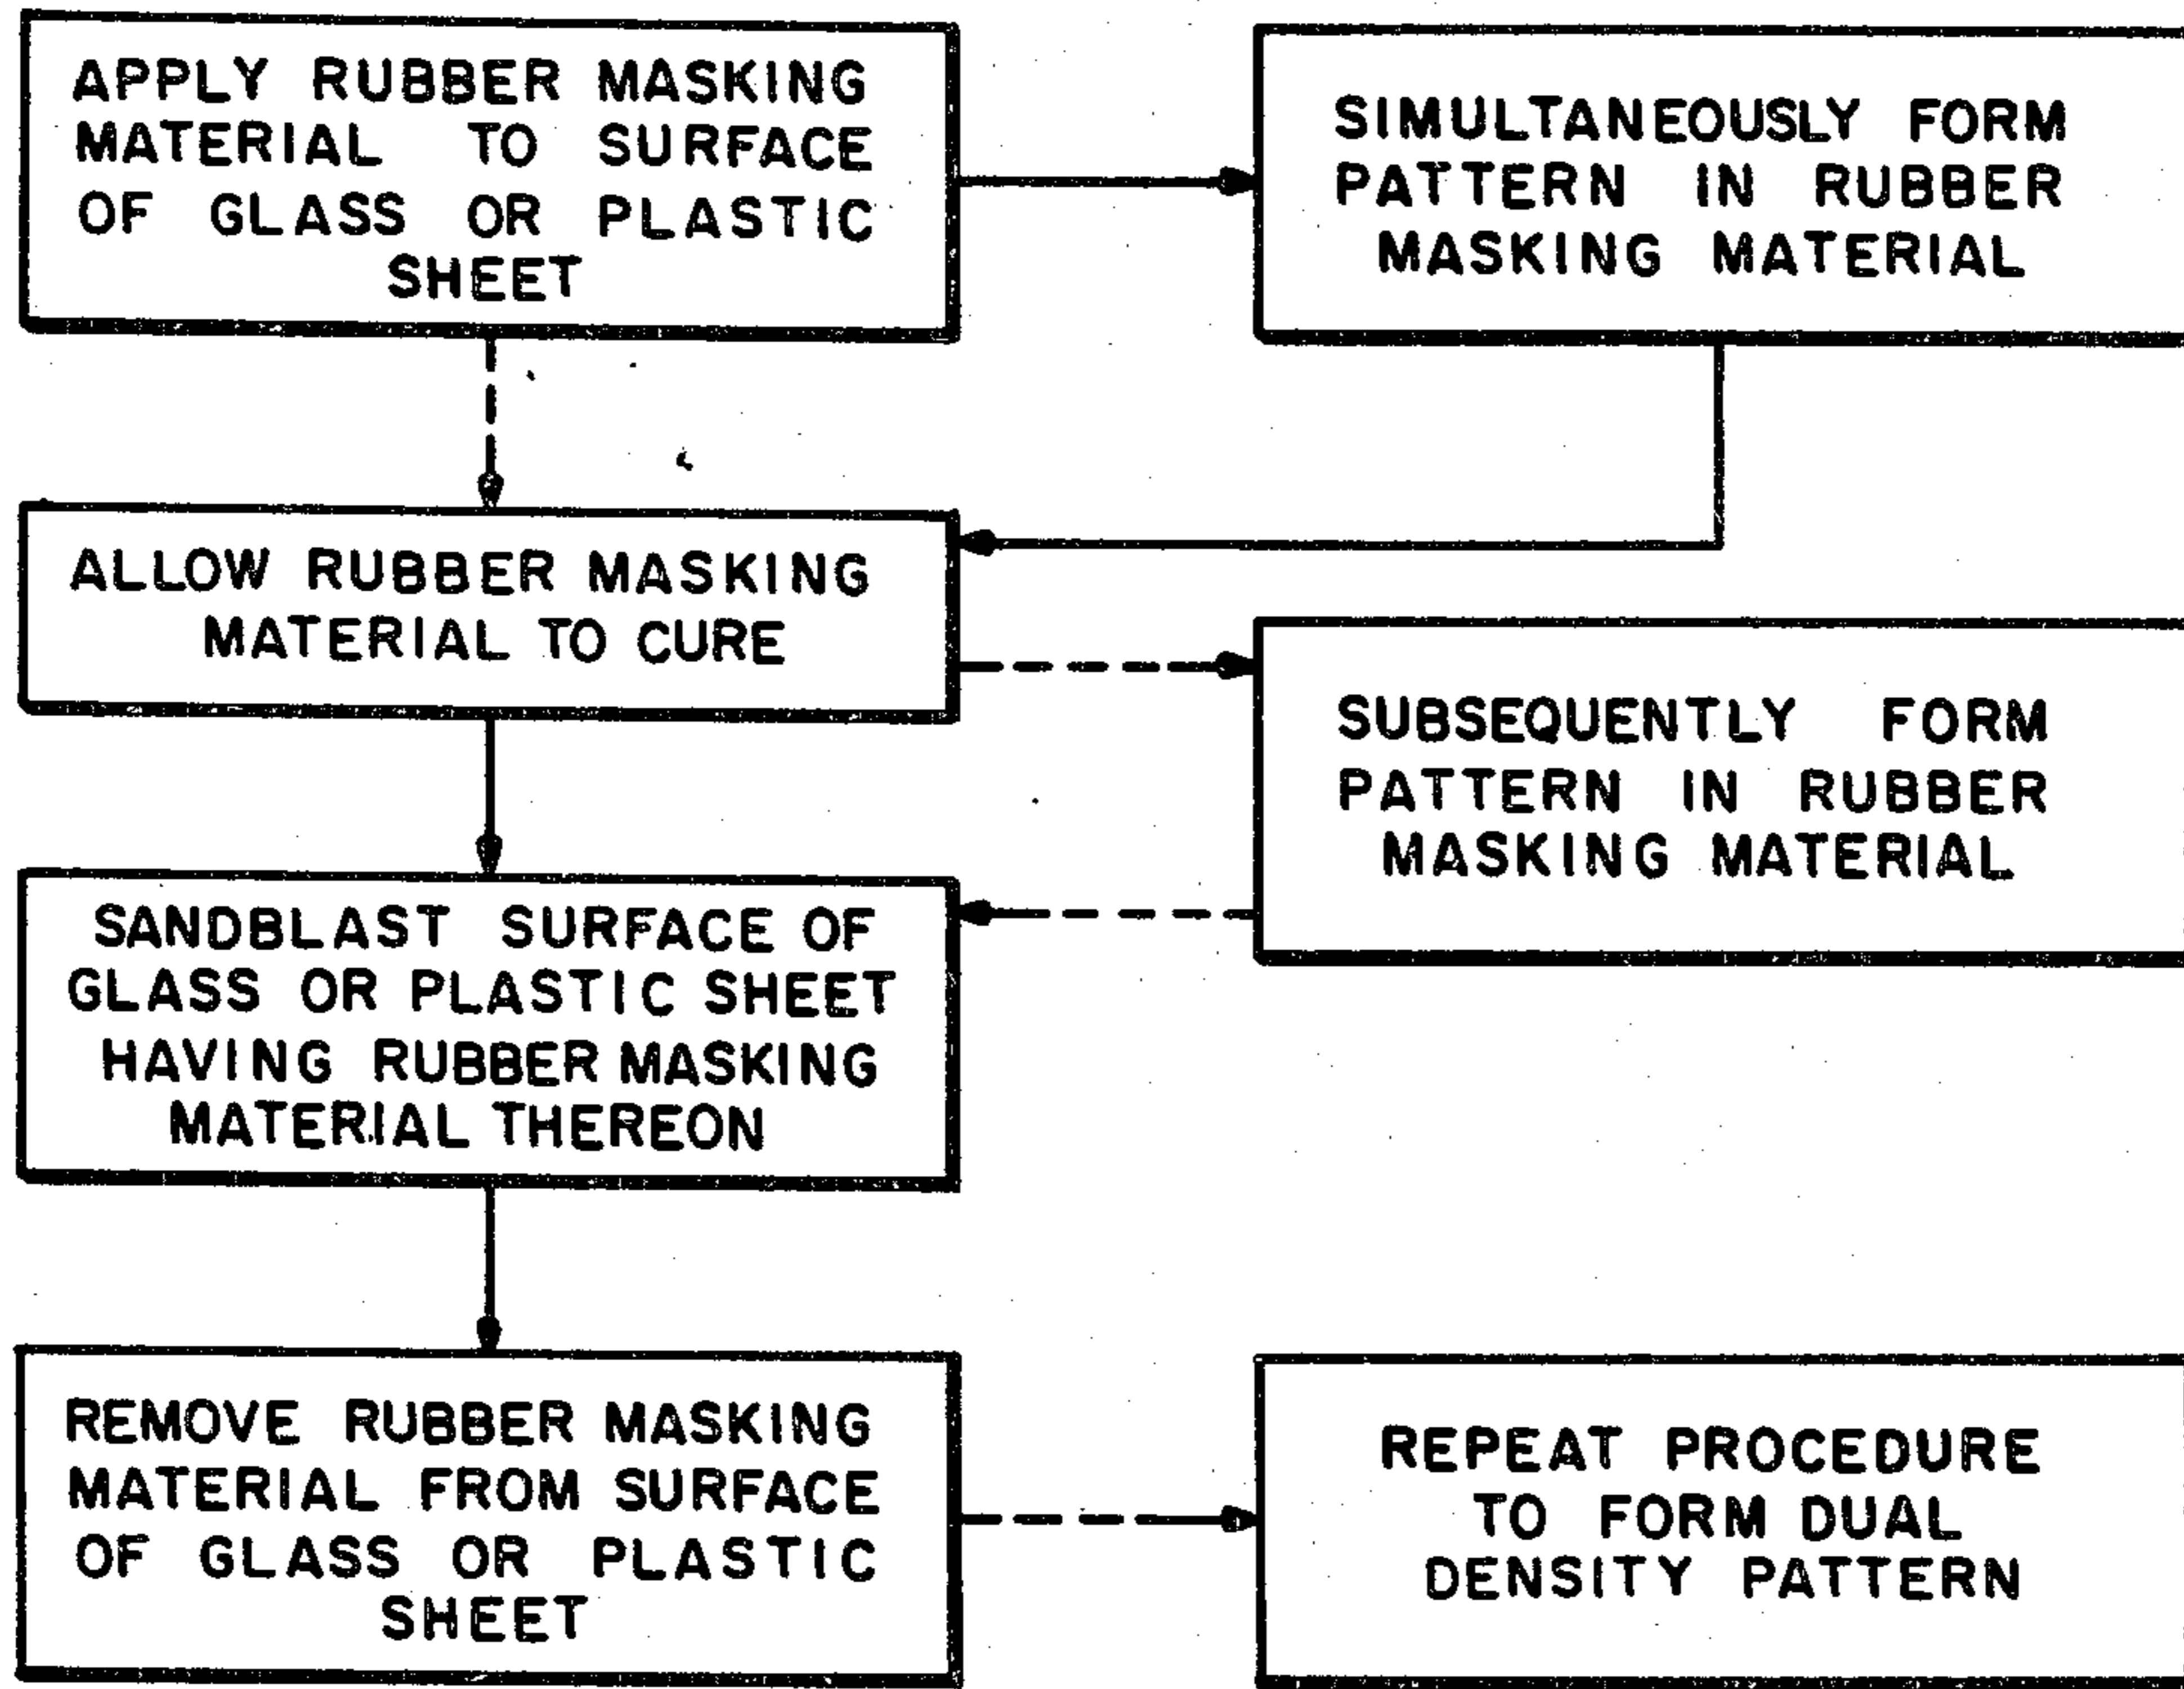 APPLY RUBBER MASKING
MATERIAL TO SURFACE
OF GLASS OR PLASTIC
SHEET
SIMULTANEOUSLY FORM
PATTERN IN RUBBER
MASKING MATERIAL
ALLOW RUBBER MASKING
MATERIAL TO CURE
SUBSEQUENTLY FORM
PATTERN IN RUBBER
MASKING MATERIAL
SANDBLAST SURFACE OF
GLASS OR PLASTIC SHEET
HAVING RUBBER MASKING
MATERIAL THEREON
REMOVE RUBBER MASKING
MATERIAL FROM SURFACE
OF GLASS OR PLASTIC
SHEET
REPEAT PROCEDURE
TO FORM DUAL
DENSITY PATTERN